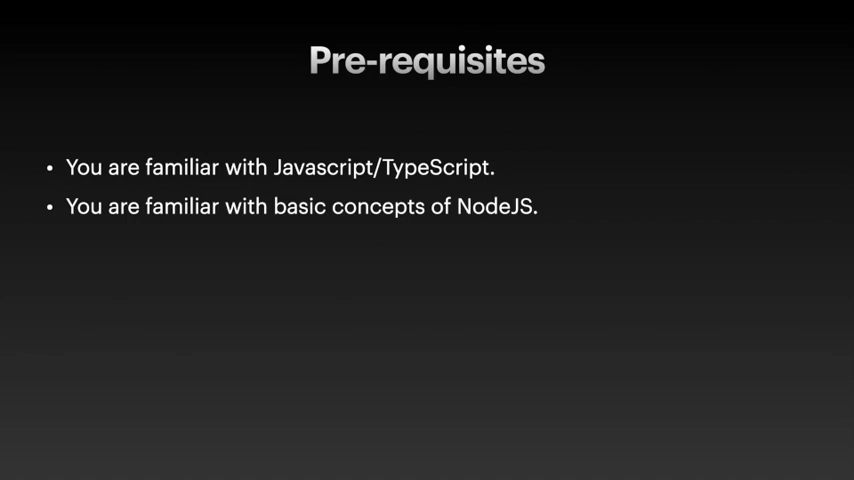 Pre-requisites
• You are familiar with Javascript/TypeScript.
• You are familiar with basic concepts of NodeJS.